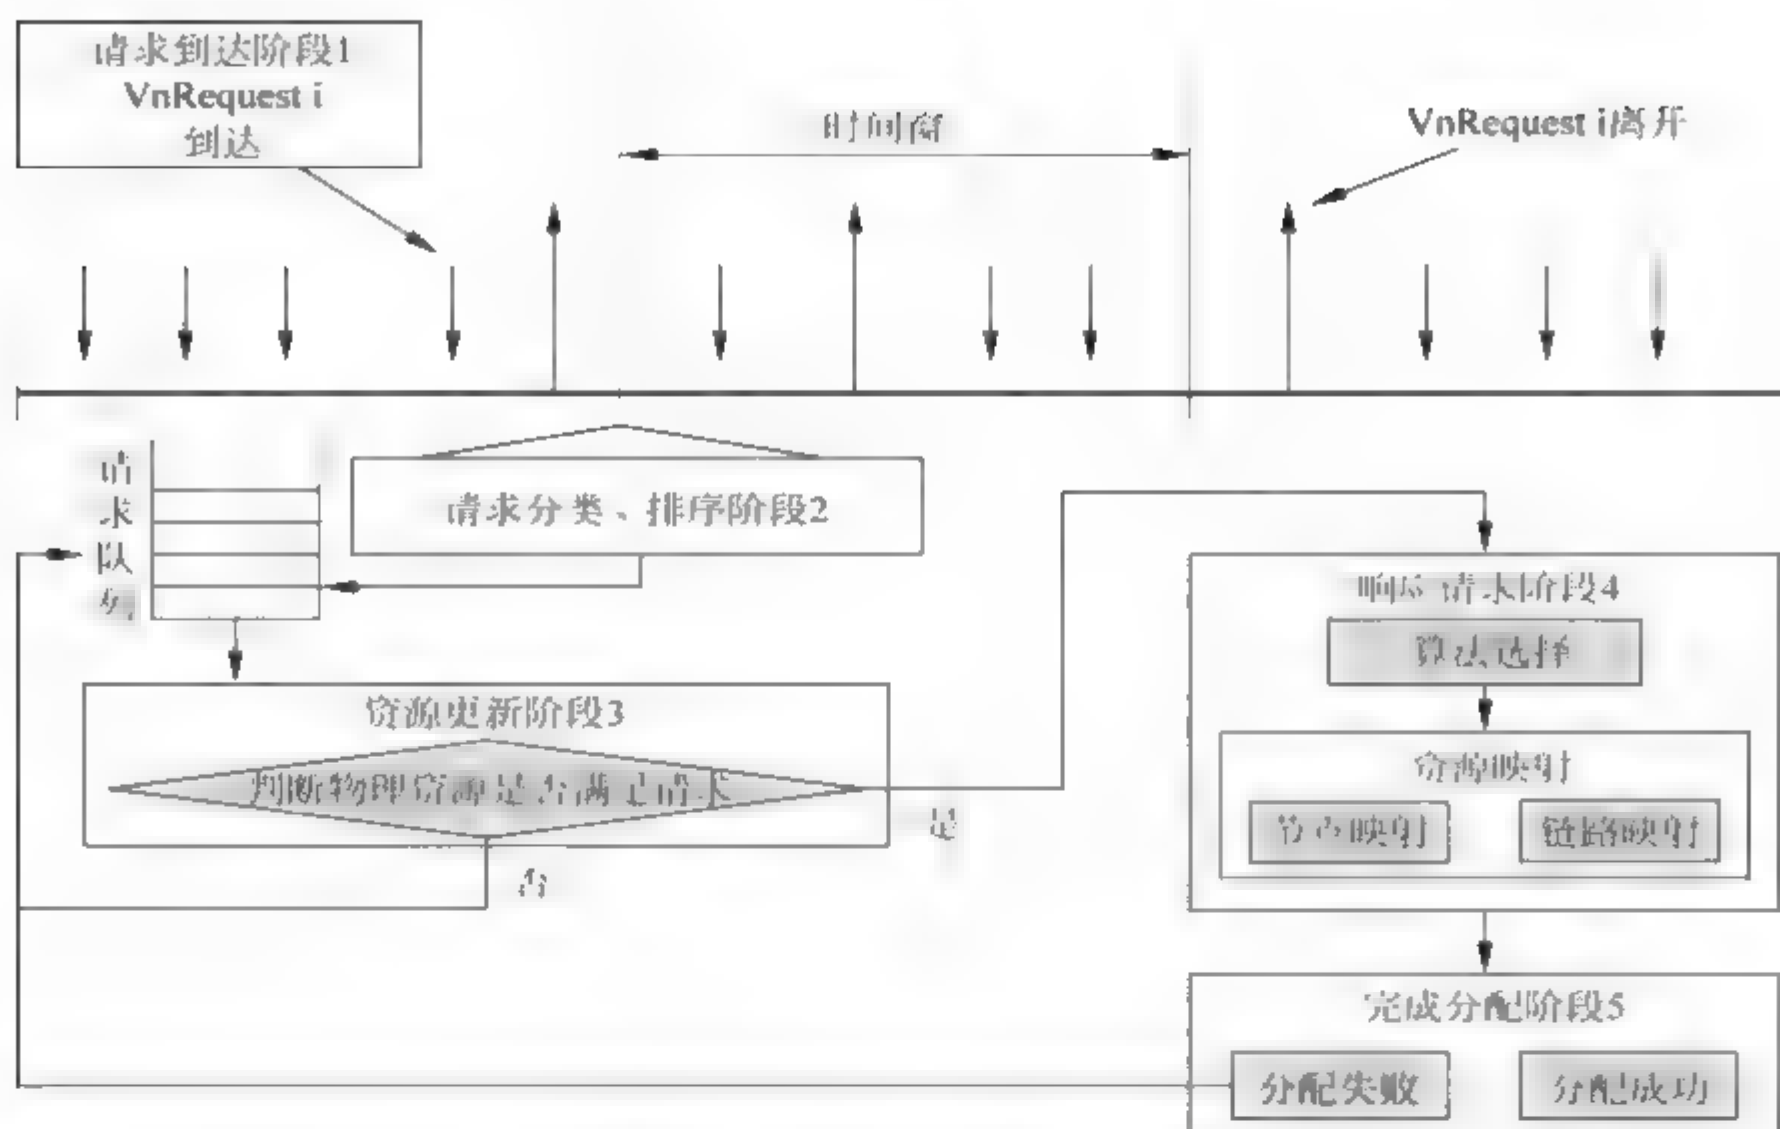 请求到达阶段1
VnRequest i
到达
时间窗
VnRequest i离开
请求队列
请求分类、排序阶段2
资源更新阶段3
判断物理资源是否满足请求
是
否
响应请求阶段4
算法选择
资源映射
节点映射
链路映射
完成分配阶段5
分配失败
分配成功